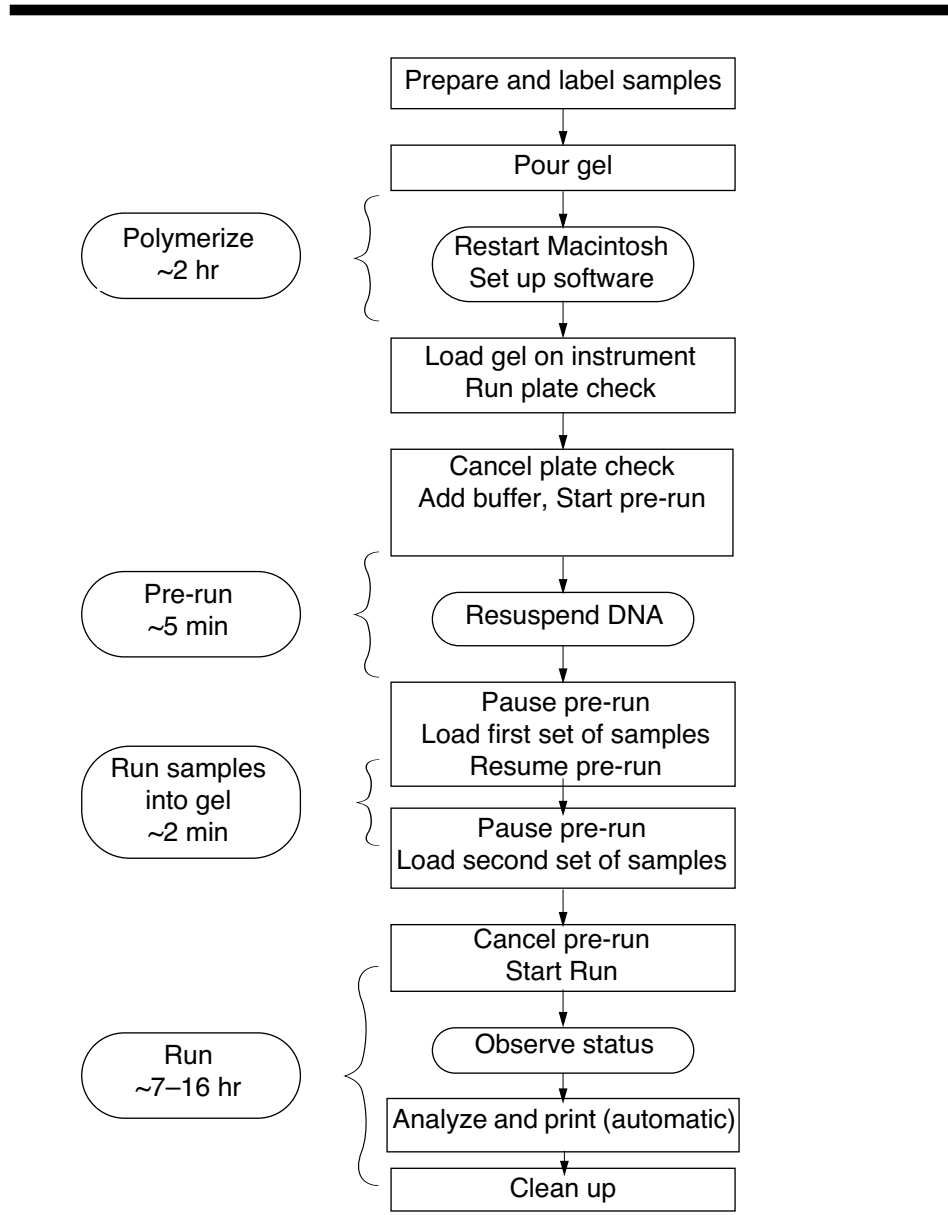 Prepare and label samples
Pour gel
Polymerize
~2 hr
Restart Macintosh
Set up software
Load gel on instrument
Run plate check
Cancel plate check
Add buffer, Start pre-run
Pre-run
~5 min
Resuspend DNA
Pause pre-run
Load first set of samples
Resume pre-run
Run samples
into gel
~2 min
Pause pre-run
Load second set of samples
Cancel pre-run
Start Run
Run
~7–16 hr
Observe status
Analyze and print (automatic)
Clean up